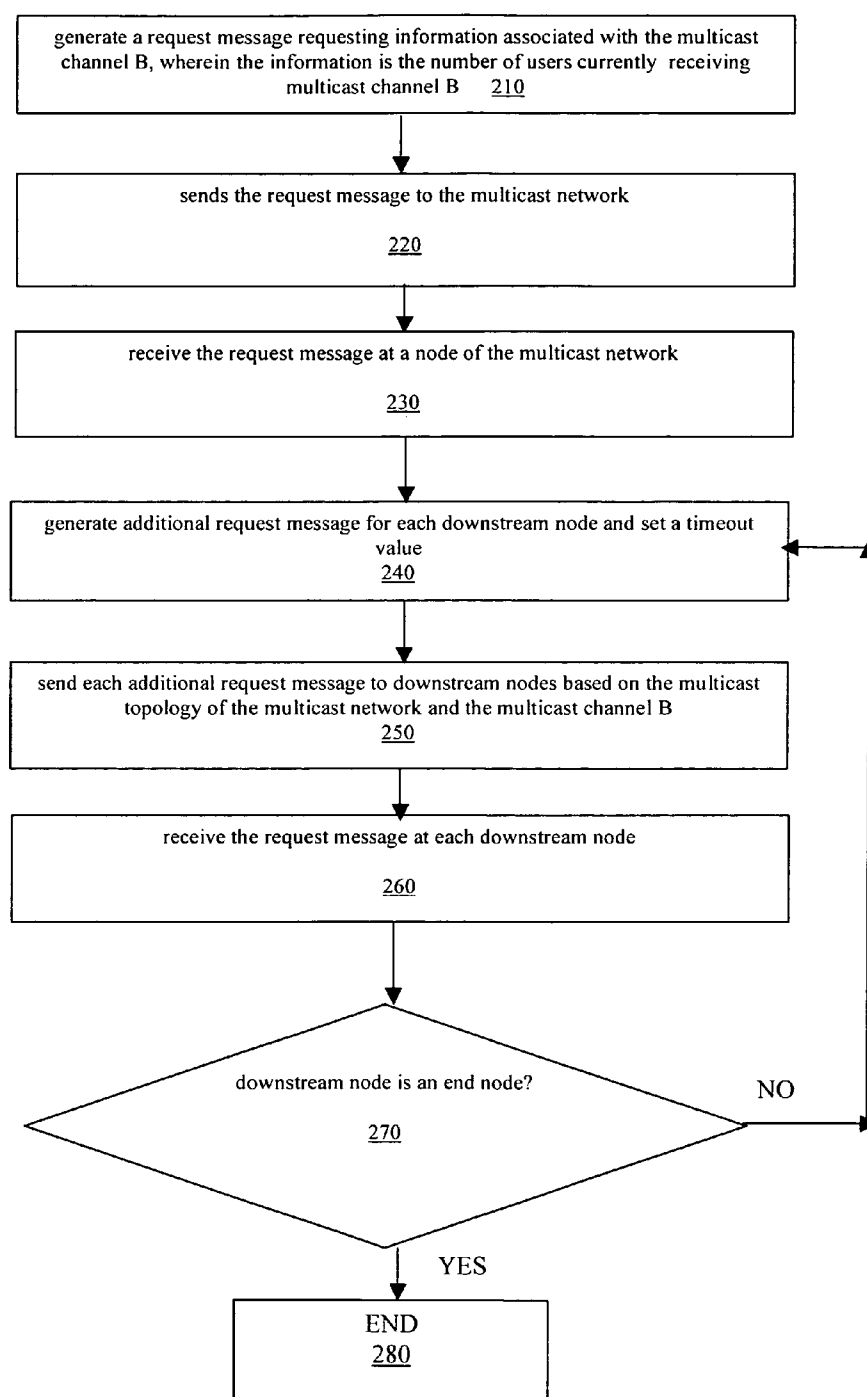 generate a request message requesting information associated with the multicast
channel B, wherein the information is the number of users currently receiving
multicast channel B 210
sends the request message to the multicast network
220
receive the request message at a node of the multicast network
230
generate additional request message for each downstream node and set a timeout
value
240
send each additional request message to downstream nodes based on the multicast
topology of the multicast network and the multicast channel B
250
receive the request message at each downstream node
260
downstream node is an end node?
270
NO
YES
END
280